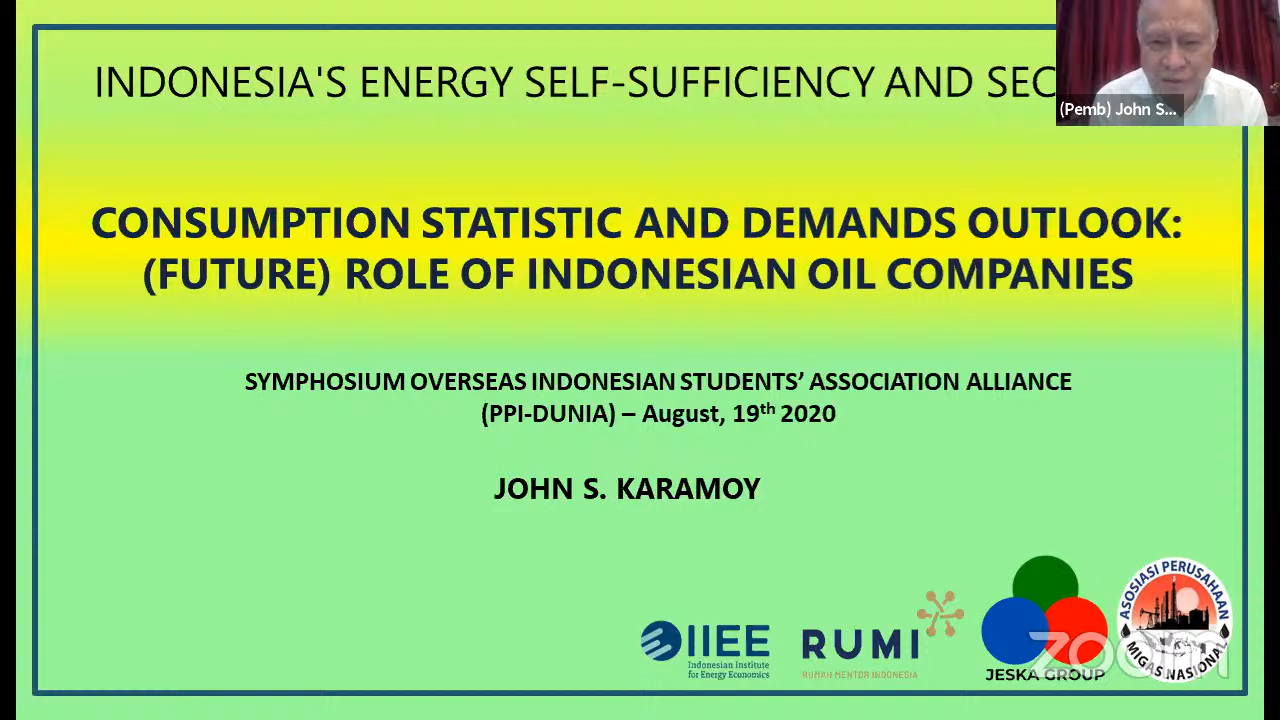 INDONESIA'S ENERGY SELF-SUFFICIENCY AND SEC
(Pemb) John S...
CONSUMPTION STATISTIC AND DEMANDS OUTLOOK:
(FUTURE) ROLE OF INDONESIAN OIL COMPANIES
SYMPHOSIUM OVERSEAS INDONESIAN STUDENTS’ ASSOCIATION ALLIANCE
(PPI-DUNIA) – August, 19th 2020
JOHN S. KARAMOY
IIEE
Indonesian Institute
for Energy Economics
RUMI
RUMAH MENTOR INDONESIA
JESKA GROUP
ASOSIASI PERUSAHAAN
MIGAS NASIONAL
zoom